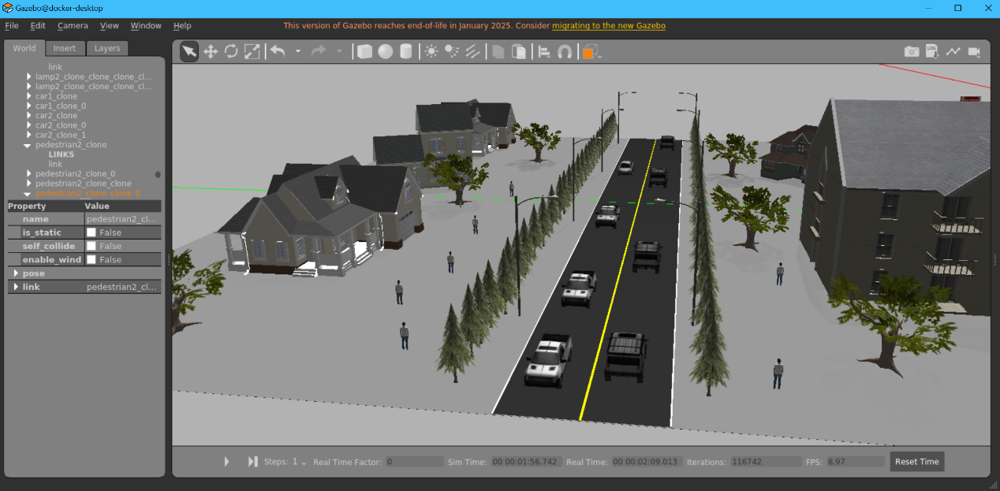 Gazebo@docker-desktop
File Edit Camera View Window Help
This version of Gazebo reaches end-of-life in January 2025. Consider migrating to the new Gazebo
World Insert Layers
LOG
link
lamp2_clone_clone_clone_cl...
lamp2_clone_clone_clone_cl...
car1_clone
car1_clone_0
car2_clone
car2_clone_0
car2_clone_1
pedestrian2_clone
LINKS
link
pedestrian2_clone_0
pedestrian2_clone_clone
pedestrian2_clone_clone_0
Property Value
name pedestrian2_cl...
is_static False
self_collide False
enable_wind False
pose
link pedestrian2_cl...
Steps: 1 Real Time Factor: 0 Sim Time: 00 00:01:56.742 Real Time: 00 00:02:09.013 Iterations: 116742 FPS: 8.97 Reset Time